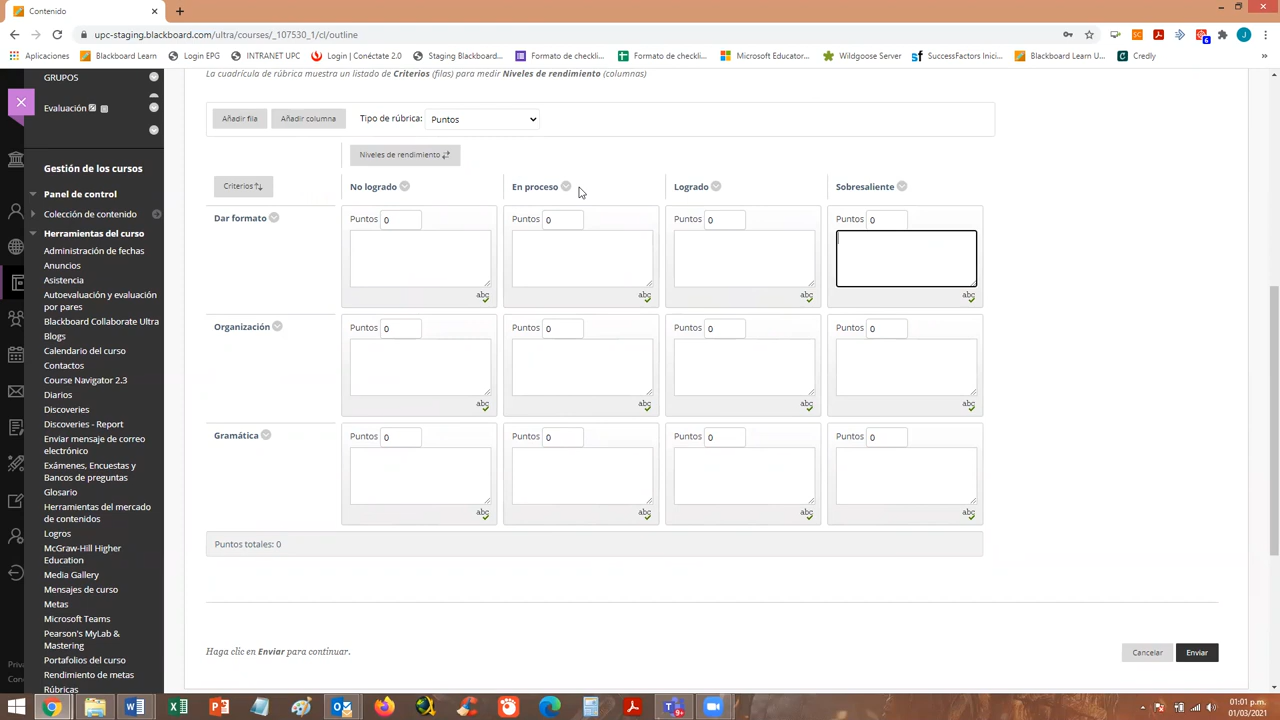 Contenido
upc-staging.blackboard.com/ultra/courses/_107530_1/cl/outline
Aplicaciones
Blackboard Learn
Login EPG
INTRANET UPC
Login |Conéctate 2.0
Staging Blackboard...
Formato de checkli...
Formato de checkli...
Microsoft Educator...
Wildgoose Server
SuccessFactors Inici...
Blackboard Learn U...
Credly
GRUPOS
Evaluación
Gestión de los cursos
Panel de control
Colección de contenido
Herramientas del curso
Administración de fechas
Anuncios
Asistencia
Autoevaluación y evaluación
por pares
Blackboard Collaborate Ultra
Blogs
Calendario del curso
Contactos
Course Navigator 2.3
Diarios
Discoveries
Discoveries - Report
Enviar mensaje de correo
electrónico
Exámenes, Encuestas y
Bancos de preguntas
Glosario
Herramientas del mercado
de contenidos
Logros
McGraw-Hill Higher
Education
Media Gallery
Mensajes de curso
Metas
Microsoft Teams
Pearson's MyLab &
Mastering
Portafolios del curso
Rendimiento de metas
Rúbricas
La cuadrícula de rúbrica muestra un listado de Criterios (filas) para medir Niveles de rendimiento (columnas)
Añadir fila
Añadir columna
Tipo de rúbrica:
Puntos
Niveles de rendimiento
Criterios
No logrado
En proceso
Logrado
Sobresaliente
Dar formato
Puntos 0
Puntos 0
Puntos 0
Puntos 0
abc
abc
abc
abc
Organización
Puntos 0
Puntos 0
Puntos 0
Puntos 0
abc
abc
abc
abc
Gramática
Puntos 0
Puntos 0
Puntos 0
Puntos 0
abc
abc
abc
abc
Puntos totales: 0
Haga clic en Enviar para continuar.
Cancelar
Enviar
01:01 p.m.
01/03/2021